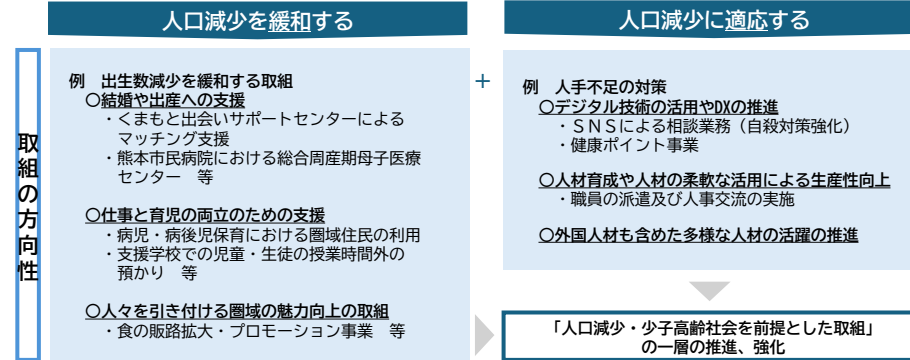 人口減少を緩和する
人口減少に適応する
取組の方向性
例　出生数減少を緩和する取組
〇結婚や出産への支援
・くまもと出会いサポートセンターによる
マッチング支援
・熊本市民病院における総合周産期母子医療
センター　等
〇仕事と育児の両立のための支援
・病児・病後児保育における圏域住民の利用
・支援学校での児童・生徒の授業時間外の
預かり　等
〇人々を引き付ける圏域の魅力向上の取組
・食の販路拡大・プロモーション事業　等
+
例　人手不足の対策
〇デジタル技術の活用やDXの推進
・ＳＮＳによる相談業務（自殺対策強化）
・健康ポイント事業
〇人材育成や人材の柔軟な活用による生産性向上
・職員の派遣及び人事交流の実施
〇外国人材も含めた多様な人材の活躍の推進
「人口減少・少子高齢社会を前提とした取組」
の一層の推進、強化